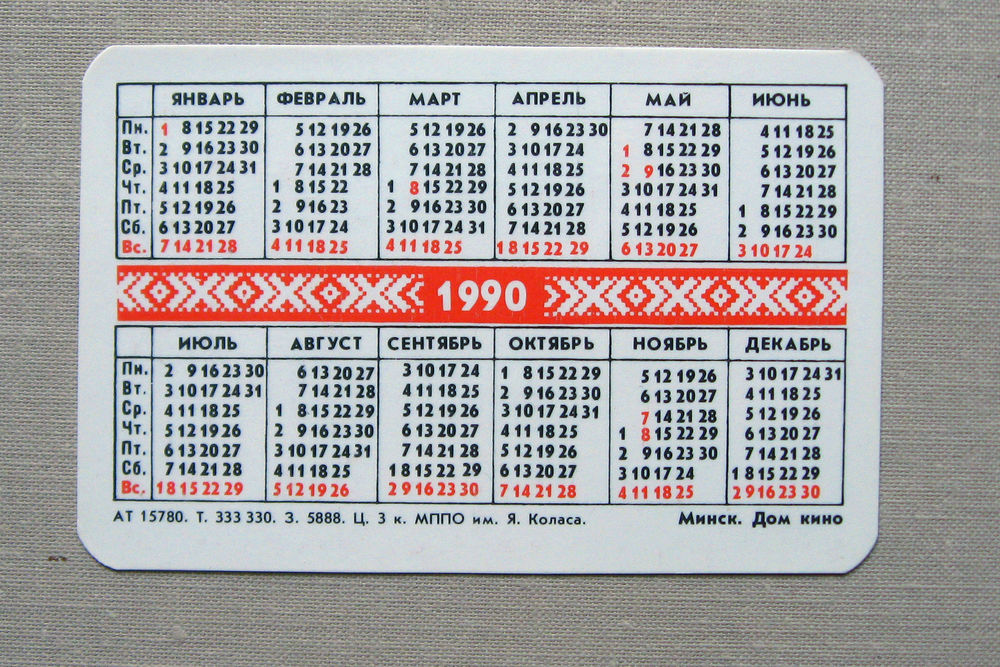 ЯНВАРЬ ФЕВРАЛЬ МАРТ АПРЕЛЬ МАЙ ИЮНЬ
Пн. 1 8 15 22 29 5 12 19 26 5 12 19 26 2 9 16 23 30 7 14 21 28 4 11 18 25
Вт. 2 9 16 23 30 6 13 20 27 6 13 20 27 3 10 17 24 1 8 15 22 29 5 12 19 26
Ср. 3 10 17 24 31 7 14 21 28 7 14 21 28 4 11 18 25 2 9 16 23 30 6 13 20 27
Чт. 4 11 18 25 1 8 15 22 1 8 15 22 29 5 12 19 26 3 10 17 24 31 7 14 21 28
Пт. 5 12 19 26 2 9 16 23 2 9 16 23 30 6 13 20 27 4 11 18 25 1 8 15 22 29
Сб. 6 13 20 27 3 10 17 24 3 10 17 24 31 7 14 21 28 5 12 19 26 2 9 16 23 30
Вс. 7 14 21 28 4 11 18 25 4 11 18 25 1 8 15 22 29 6 13 20 27 3 10 17 24
1990
ИЮЛЬ АВГУСТ СЕНТЯБРЬ ОКТЯБРЬ НОЯБРЬ ДЕКАБРЬ
Пн. 2 9 16 23 30 6 13 20 27 3 10 17 24 1 8 15 22 29 5 12 19 26 3 10 17 24 31
Вт. 3 10 17 24 31 7 14 21 28 4 11 18 25 2 9 16 23 30 6 13 20 27 4 11 18 25
Ср. 4 11 18 25 1 8 15 22 29 5 12 19 26 3 10 17 24 31 7 14 21 28 5 12 19 26
Чт. 5 12 19 26 2 9 16 23 30 6 13 20 27 4 11 18 25 1 8 15 22 29 6 13 20 27
Пт. 6 13 20 27 3 10 17 24 31 7 14 21 28 5 12 19 26 2 9 16 23 30 7 14 21 28
Сб. 7 14 21 28 4 11 18 25 1 8 15 22 29 6 13 20 27 3 10 17 24 1 8 15 22 29
Вс. 1 8 15 22 29 5 12 19 26 2 9 16 23 30 7 14 21 28 4 11 18 25 2 9 16 23 30
АТ 15780. Т. 333 330. З. 5888. Ц. 3 к. МППО им. Я. Коласа. Минск. Дом кино